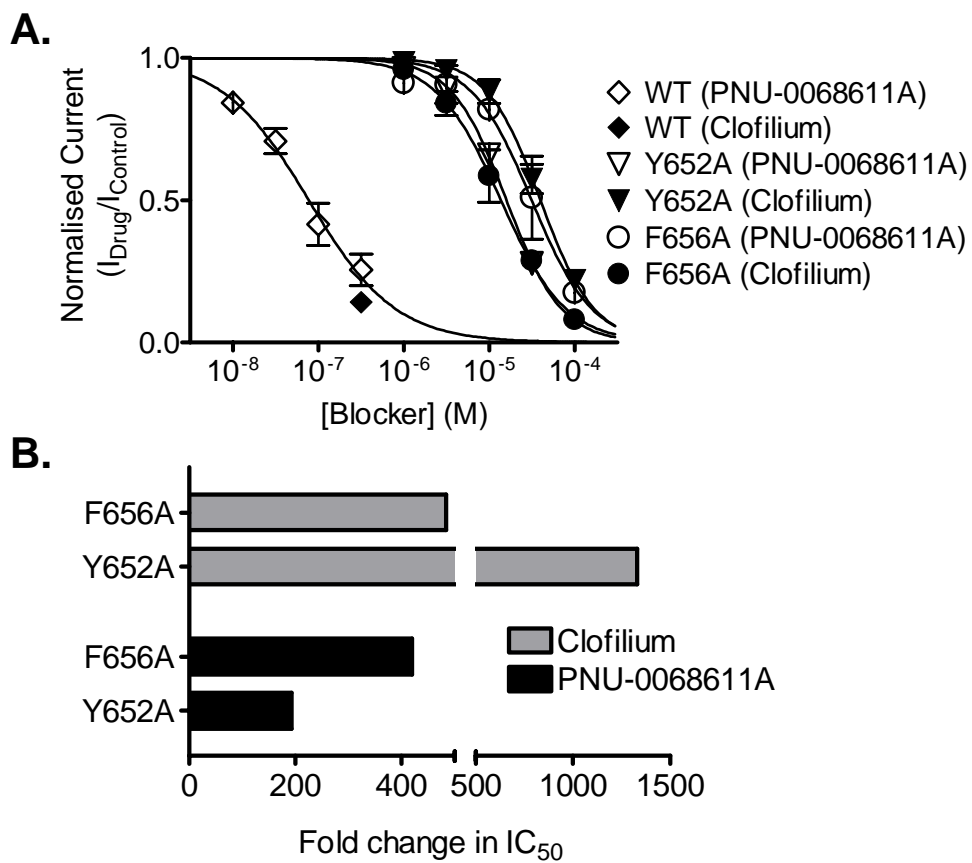 A.
Normalised Current
(I_Drug/I_Control)
1.0
0.5
0.0
10⁻⁸ 10⁻⁷ 10⁻⁶ 10⁻⁵ 10⁻⁴
[Blocker] (M)
WT (PNU-0068611A)
WT (Clofilium)
Y652A (PNU-0068611A)
Y652A (Clofilium)
F656A (PNU-0068611A)
F656A (Clofilium)
B.
F656A
Y652A
F656A
Y652A
Clofilium
PNU-0068611A
0 200 400 500 1000 1500
Fold change in IC₅₀